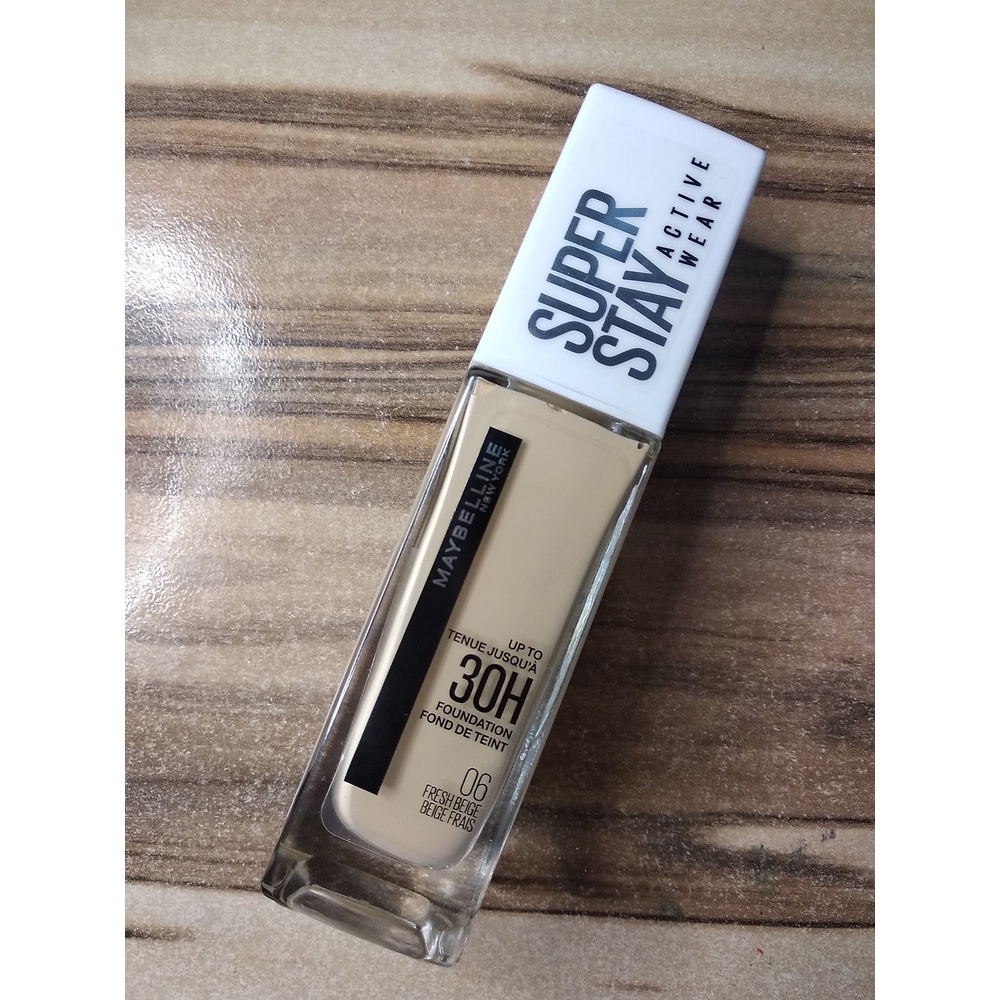 SUPER
STAY
ACTIVE
WEAR
MAYBELLINE
NEW YORK
UP TO
TENUE JUSQU'À
30H
FOUNDATION
FOND DE TEINT
06
FRESH BEIGE
BEIGE FRAIS